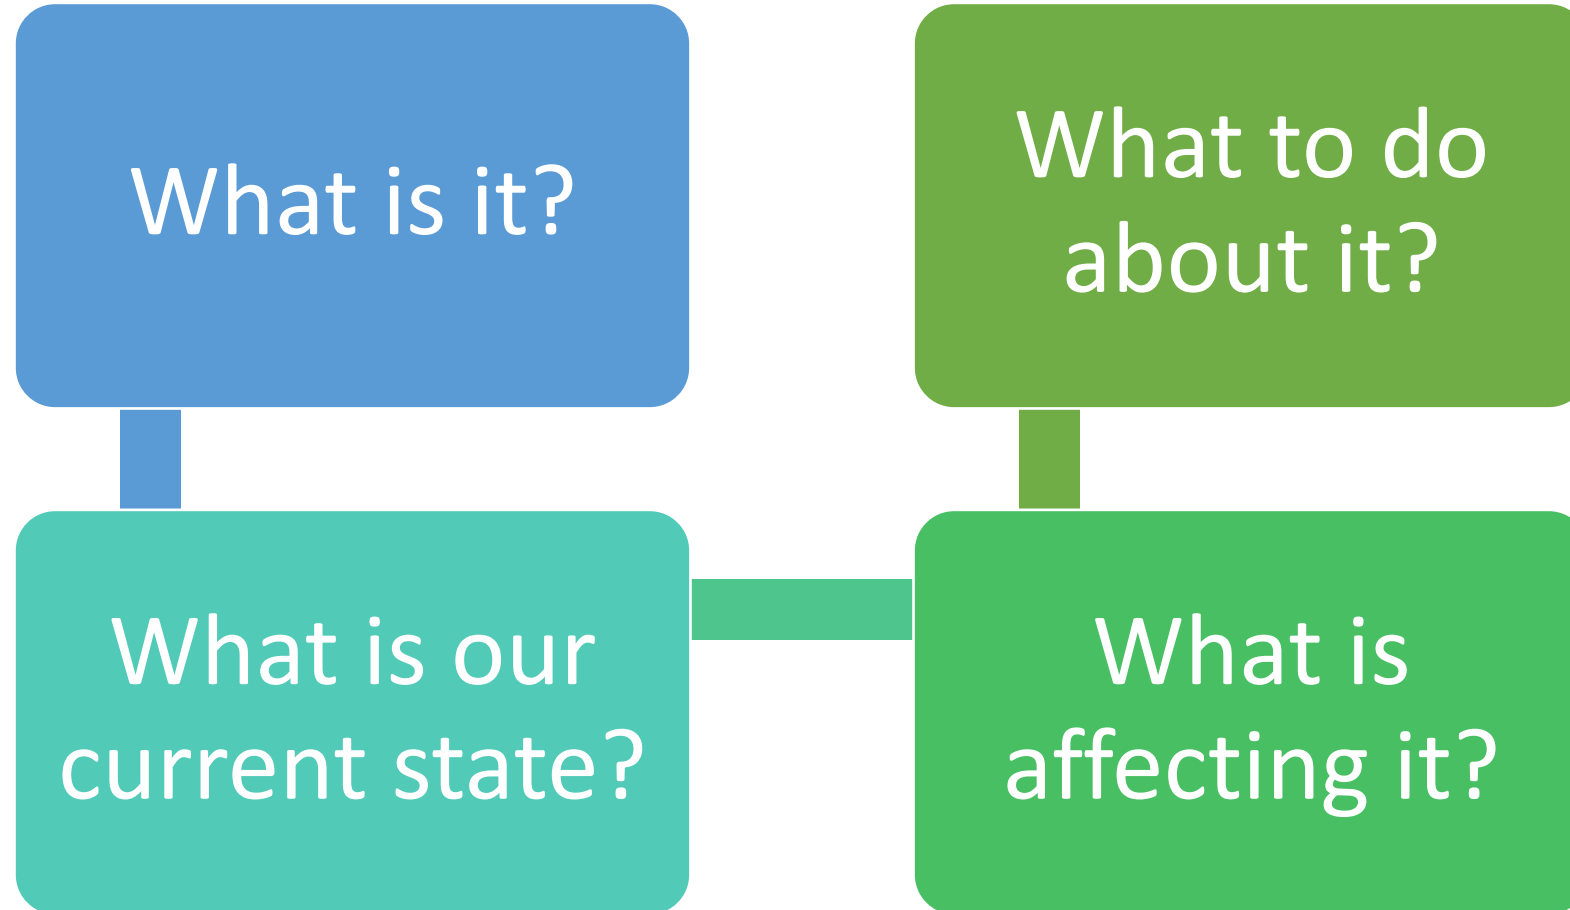 What is it?
What is our
current state?
What is
affecting it?
What to do
about it?